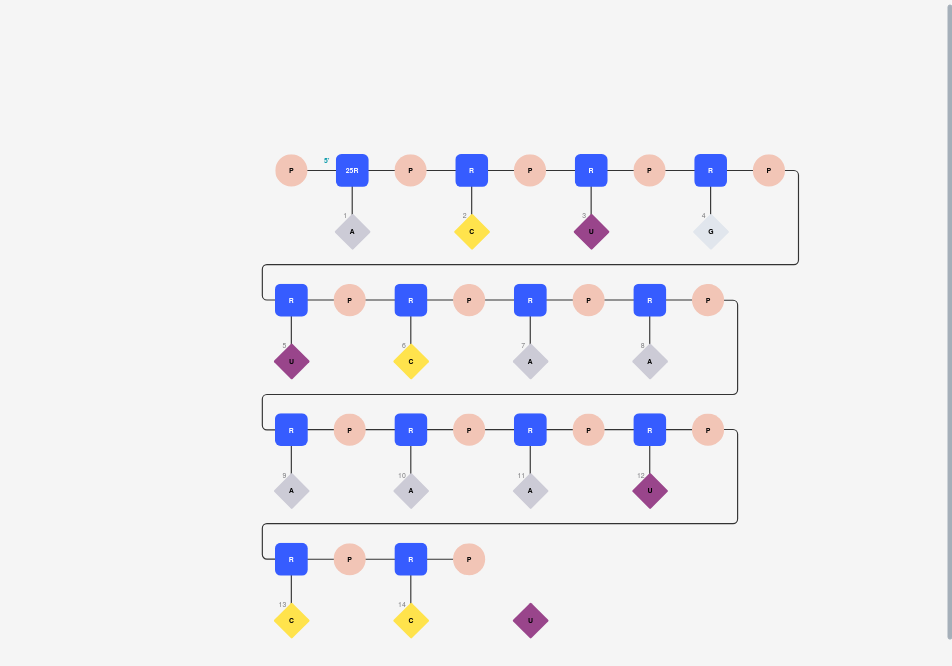 5'
P 25R P R P R P R P
1 2 3 4
A C U G
R P R P R P R P
5 6 7 8
U C A A
R P R P R P R P
9 10 11 12
A A A U
R P R P
13 14
C C U